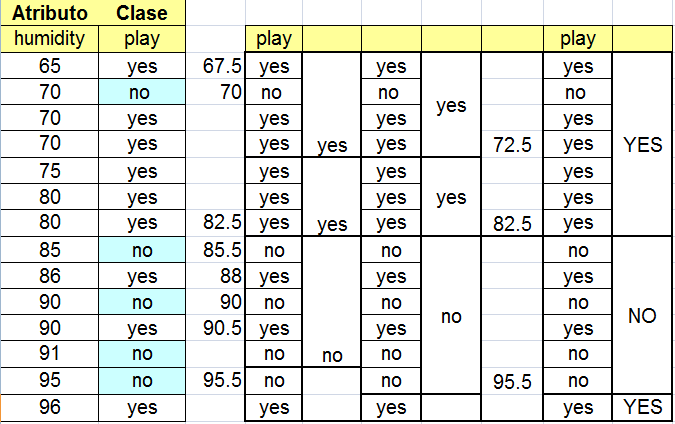 Atributo Clase
humidity play play play
65 yes 67.5 yes yes yes
70 no 70 no no no
yes
70 yes yes yes yes
70 yes yes yes yes 72.5 yes YES
75 yes yes yes yes
80 yes yes yes yes yes
80 yes 82.5 yes yes yes 82.5 yes
85 no 85.5 no no no
86 yes 88 yes yes yes
90 no 90 no no no
no NO
90 yes 90.5 yes yes yes
91 no no no no no
95 no 95.5 no no 95.5 no
96 yes yes yes yes YES